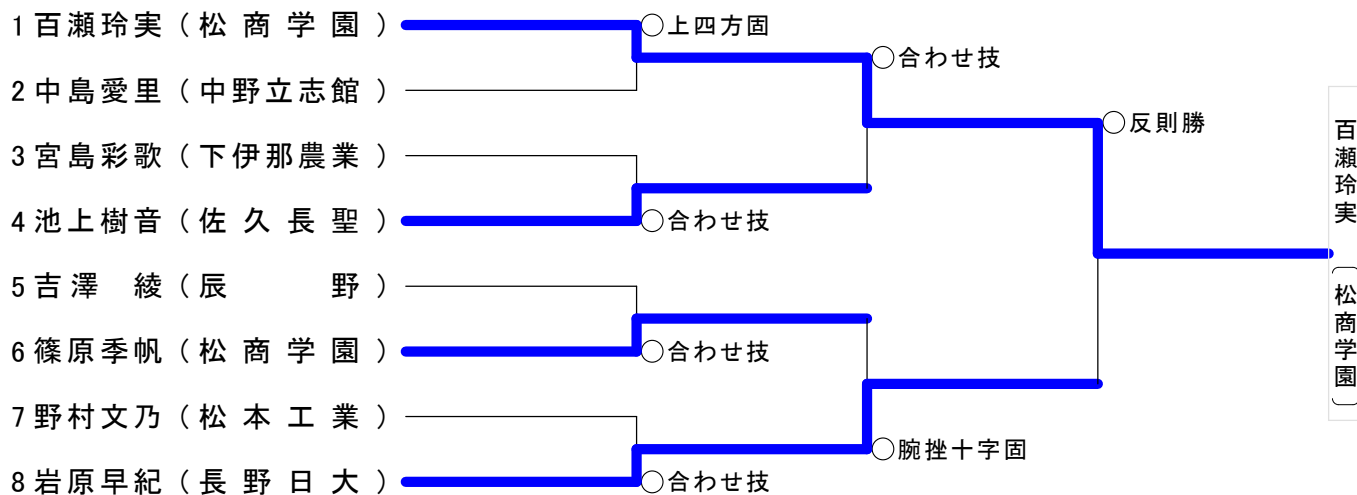 1 百瀬玲実 （ 松 商 学 園 ）
○上四方固
○合わせ技
2 中島愛里 （ 中野立志館 ）
○反則勝
3 宮島彩歌 （ 下伊那農業 ）
4 池上樹音 （ 佐 久 長 聖 ）
○合わせ技
5 吉澤　綾 （ 辰　　　野 ）
6 篠原季帆 （ 松 商 学 園 ）
○合わせ技
7 野村文乃 （ 松 本 工 業 ）
○腕挫十字固
8 岩原早紀 （ 長 野 日 大 ）
○合わせ技
百瀬玲実
（松商学園）